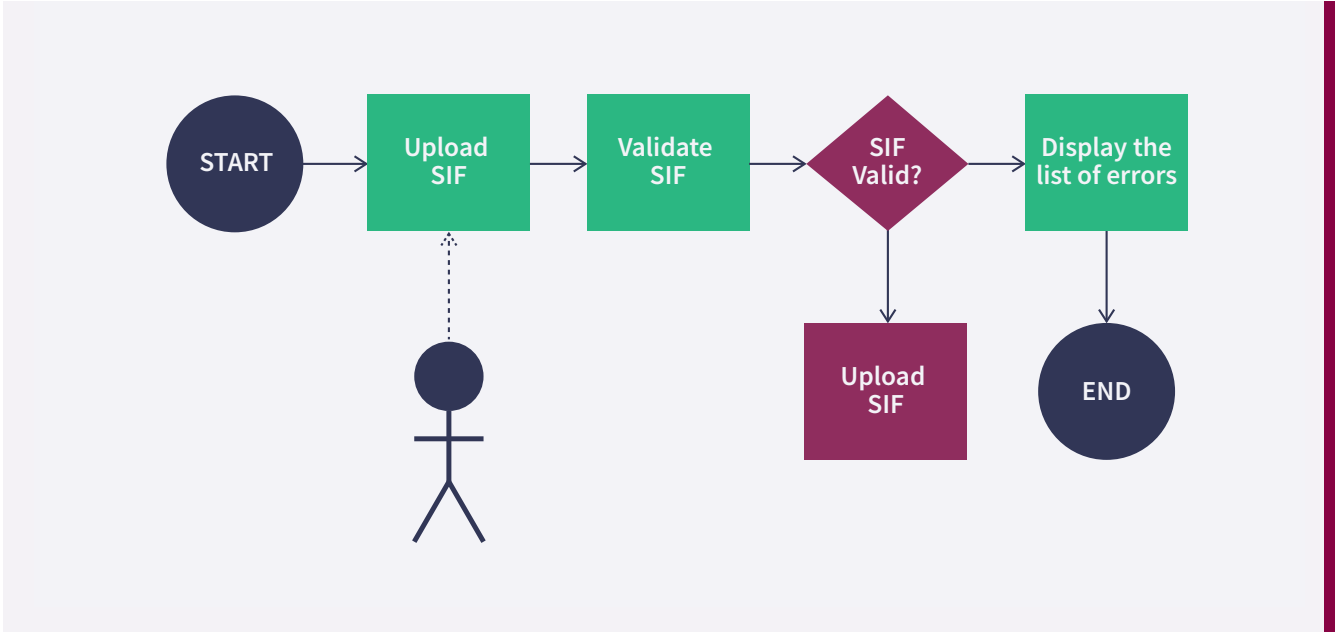 START
Upload
SIF
Validate
SIF
SIF
Valid?
Display the
list of errors
Upload
SIF
END